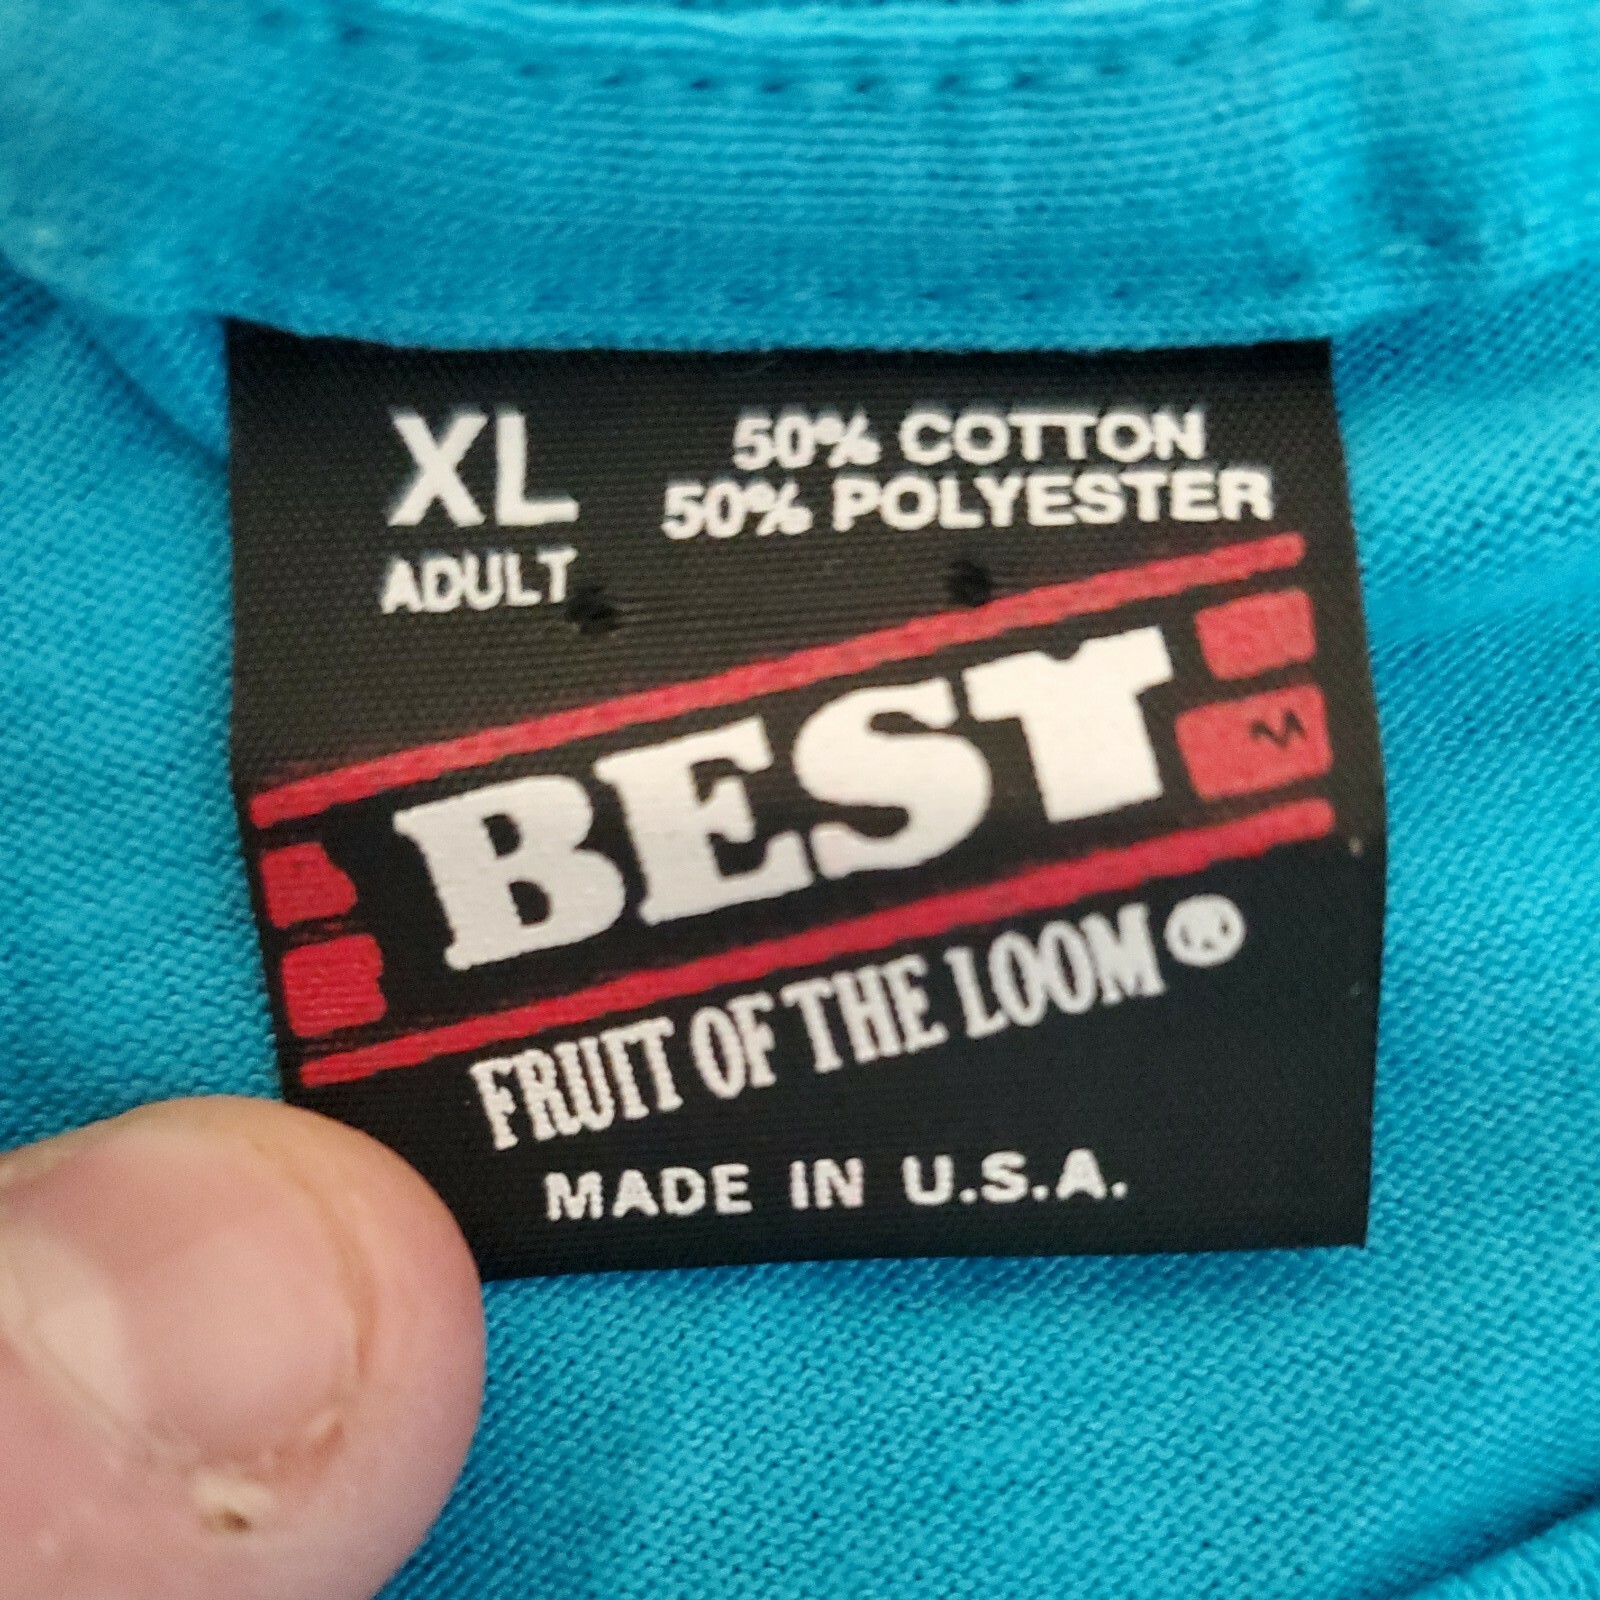 XL
ADULT
50% COTTON
50% POLYESTER
BEST
FRUIT OF THE LOOM®
MADE IN U.S.A.